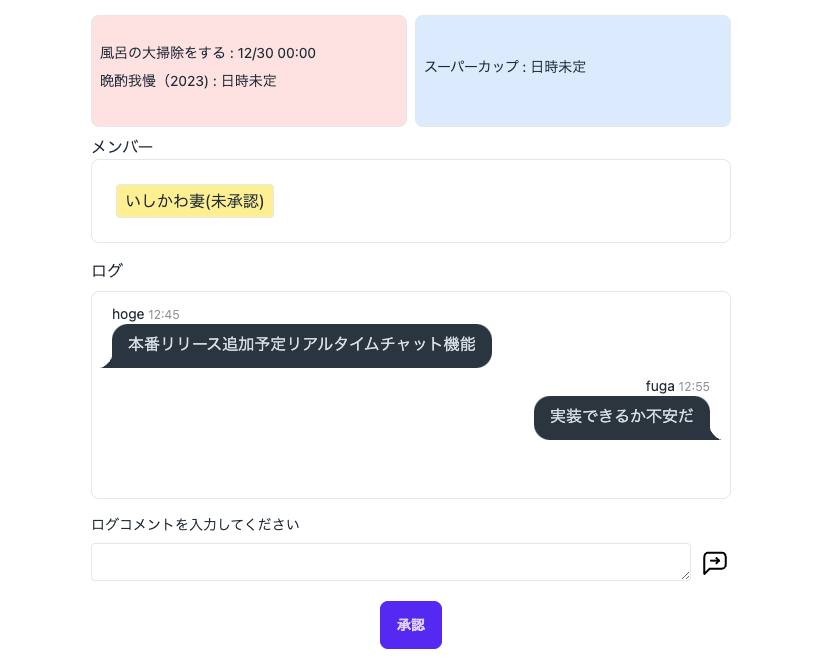 風呂の大掃除をする : 12/30 00:00
晩酌我慢（2023) : 日時未定
スーパーカップ : 日時未定
メンバー
いしかわ妻(未承認)
ログ
hoge 12:45
本番リリース追加予定リアルタイムチャット機能
fuga 12:55
実装できるか不安だ
ログコメントを入力してください
承認